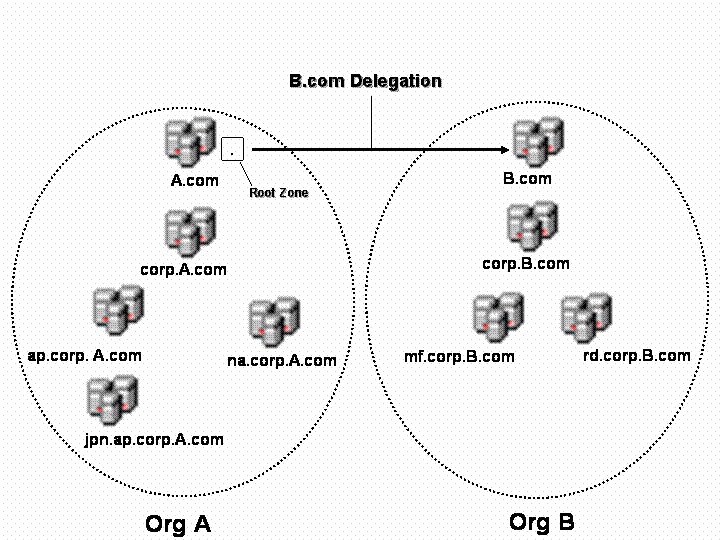 B.com Delegation
.
A.com
B.com
Root Zone
corp.A.com
corp.B.com
ap.corp. A.com
na.corp.A.com
mf.corp.B.com
rd.corp.B.com
jpn.ap.corp.A.com
Org A
Org B